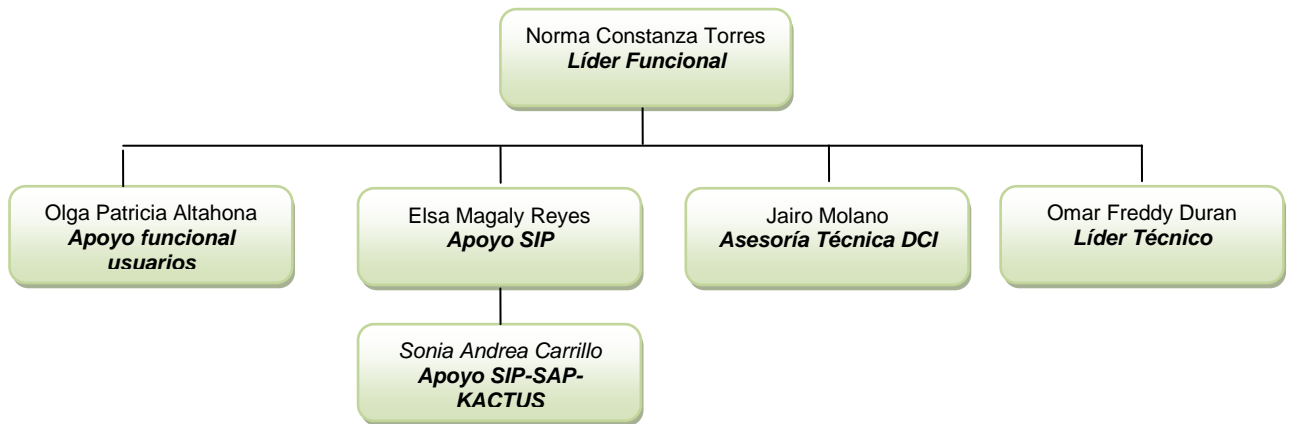 Norma Constanza Torres
Líder Funcional
Olga Patricia Altahona
Apoyo funcional
usuarios
Elsa Magaly Reyes
Apoyo SIP
Jairo Molano
Asesoría Técnica DCI
Omar Freddy Duran
Líder Técnico
Sonia Andrea Carrillo
Apoyo SIP-SAP-
KACTUS